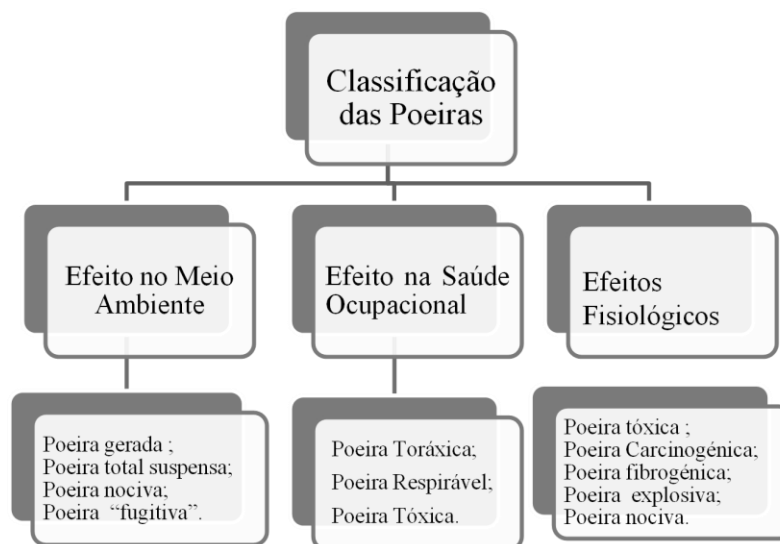 Classificação
das Poeiras
Efeito no Meio
Ambiente
Efeito na Saúde
Ocupacional
Efeitos
Fisiológicos
Poeira gerada ;
Poeira total suspensa;
Poeira nociva;
Poeira “fugitiva”.
Poeira Toráxica;
Poeira Respirável;
Poeira Tóxica.
Poeira tóxica ;
Poeira Carcinogénica;
Poeira fibrogénica;
Poeira explosiva;
Poeira nociva.